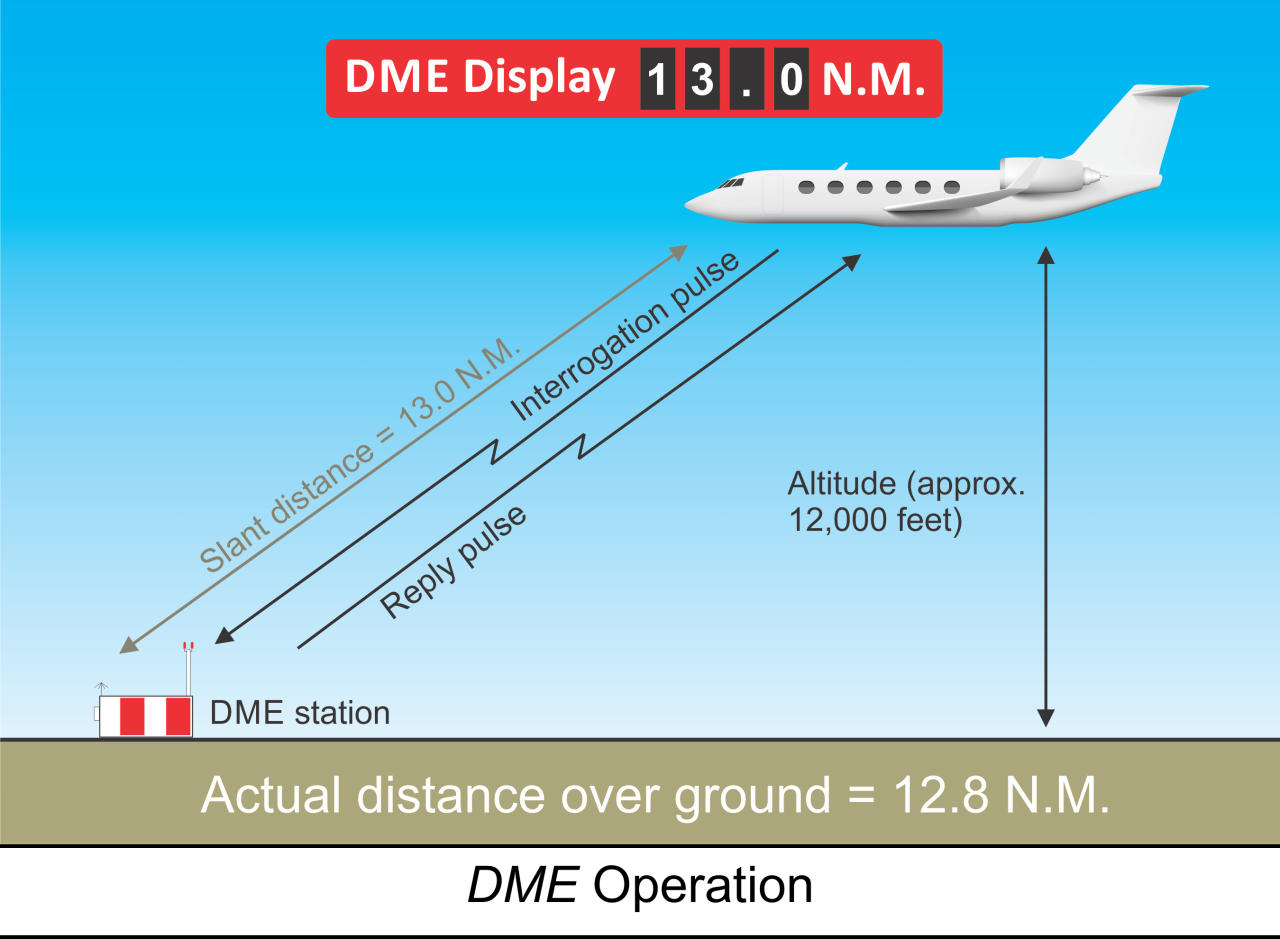 DME Display 13.0 N.M.
Slant distance = 13.0 N.M.
Interrogation pulse
Reply pulse
Altitude (approx.
12,000 feet)
DME station
Actual distance over ground = 12.8 N.M.
DME Operation